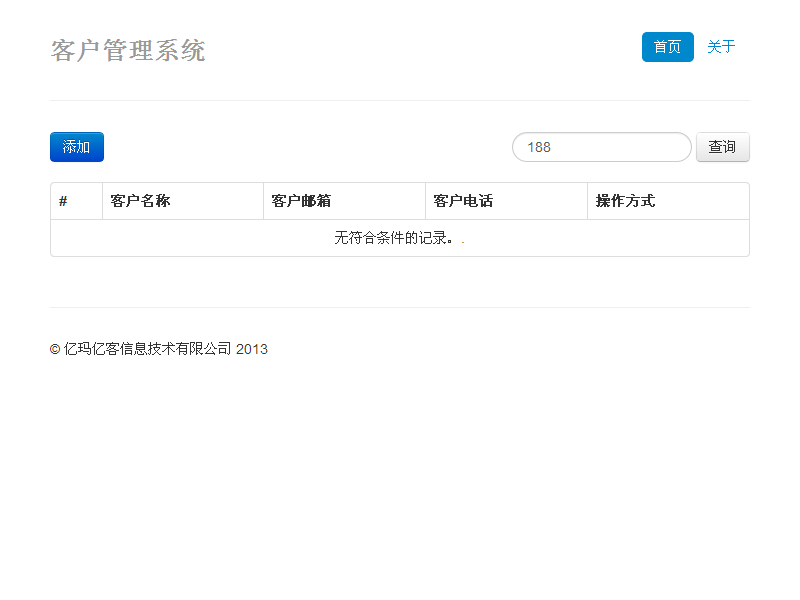 客户管理系统 首页 关于
添加 188 查询
# 客户名称 客户邮箱 客户电话 操作方式
无符合条件的记录。.
© 亿玛亿客信息技术有限公司 2013